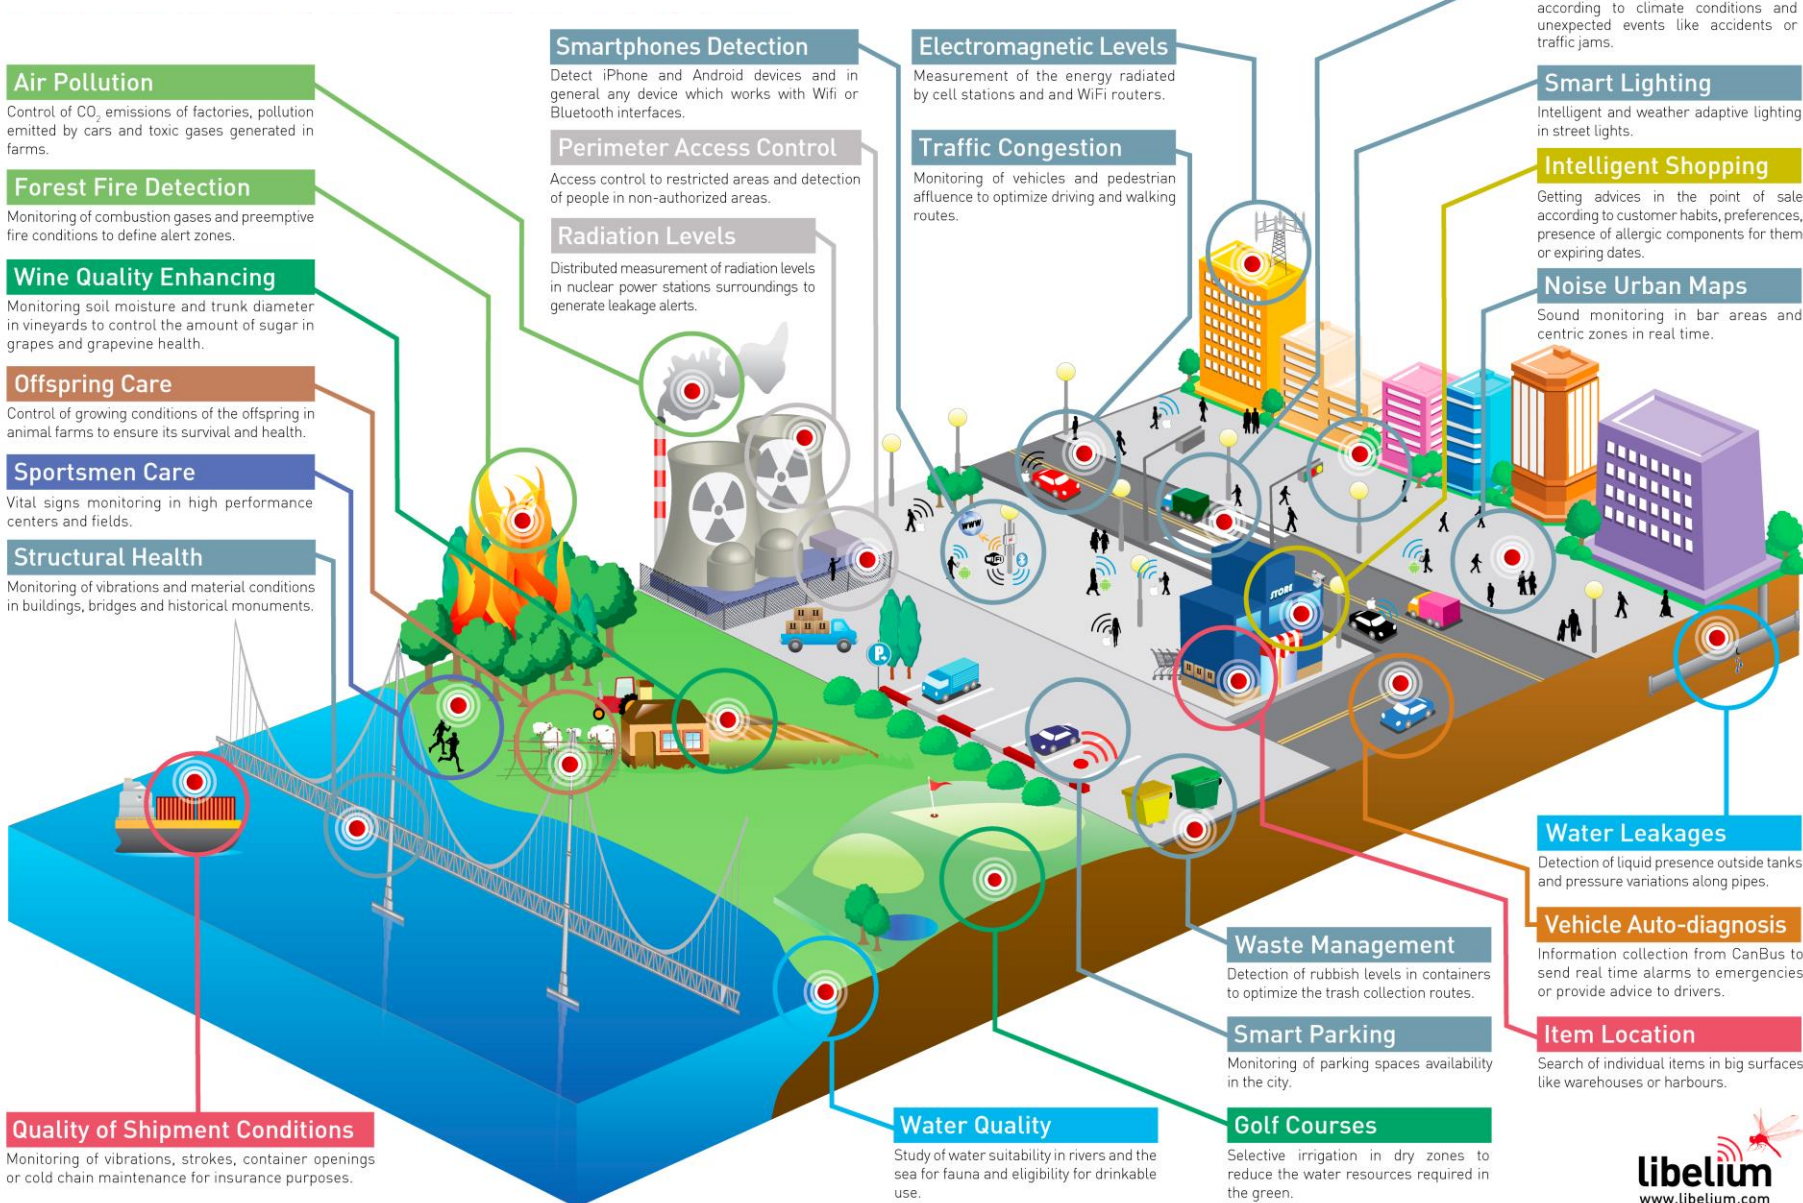 according to climate conditions and
unexpected events like accidents or
traffic jams.
Smartphones Detection
Detect iPhone and Android devices and in
general any device which works with Wifi or
Bluetooth interfaces.
Electromagnetic Levels
Measurement of the energy radiated
by cell stations and and WiFi routers.
Air Pollution
Control of CO₂ emissions of factories, pollution
emitted by cars and toxic gases generated in
farms.
Smart Lighting
Intelligent and weather adaptive lighting
in street lights.
Perimeter Access Control
Access control to restricted areas and detection
of people in non-authorized areas.
Traffic Congestion
Monitoring of vehicles and pedestrian
affluence to optimize driving and walking
routes.
Intelligent Shopping
Getting advices in the point of sale
according to customer habits, preferences,
presence of allergic components for them
or expiring dates.
Forest Fire Detection
Monitoring of combustion gases and preemptive
fire conditions to define alert zones.
Radiation Levels
Distributed measurement of radiation levels
in nuclear power stations surroundings to
generate leakage alerts.
Wine Quality Enhancing
Monitoring soil moisture and trunk diameter
in vineyards to control the amount of sugar in
grapes and grapevine health.
Noise Urban Maps
Sound monitoring in bar areas and
centric zones in real time.
Offspring Care
Control of growing conditions of the offspring in
animal farms to ensure its survival and health.
Sportsmen Care
Vital signs monitoring in high performance
centers and fields.
Structural Health
Monitoring of vibrations and material conditions
in buildings, bridges and historical monuments.
www
WiFi
STORE
P
Water Leakages
Detection of liquid presence outside tanks
and pressure variations along pipes.
Vehicle Auto-diagnosis
Information collection from CanBus to
send real time alarms to emergencies
or provide advice to drivers.
Waste Management
Detection of rubbish levels in containers
to optimize the trash collection routes.
Smart Parking
Monitoring of parking spaces availability
in the city.
Item Location
Search of individual items in big surfaces
like warehouses or harbours.
Quality of Shipment Conditions
Monitoring of vibrations, strokes, container openings
or cold chain maintenance for insurance purposes.
Water Quality
Study of water suitability in rivers and the
sea for fauna and eligibility for drinkable
use.
Golf Courses
Selective irrigation in dry zones to
reduce the water resources required in
the green.
libelium
www.libelium.com